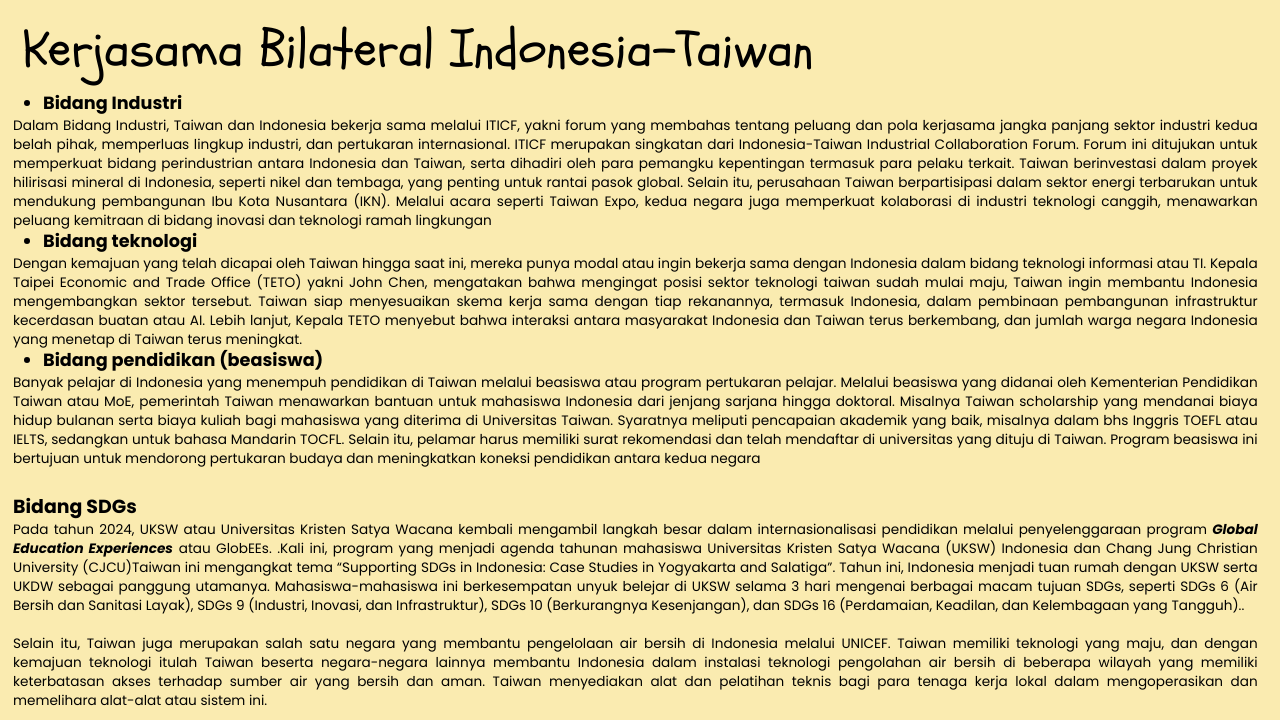 Kerjasama Bilateral Indonesia-Taiwan
• Bidang Industri
Dalam Bidang Industri, Taiwan dan Indonesia bekerja sama melalui ITICF, yakni forum yang membahas tentang peluang dan pola kerjasama jangka panjang sektor industri kedua
belah pihak, memperluas lingkup industri, dan pertukaran internasional. ITICF merupakan singkatan dari Indonesia-Taiwan Industrial Collaboration Forum. Forum ini ditujukan untuk
memperkuat bidang perindustrian antara Indonesia dan Taiwan, serta dihadiri oleh para pemangku kepentingan termasuk para pelaku terkait. Taiwan berinvestasi dalam proyek
hilirisasi mineral di Indonesia, seperti nikel dan tembaga, yang penting untuk rantai pasok global. Selain itu, perusahaan Taiwan berpartisipasi dalam sektor energi terbarukan untuk
mendukung pembangunan Ibu Kota Nusantara (IKN). Melalui acara seperti Taiwan Expo, kedua negara juga memperkuat kolaborasi di industri teknologi canggih, menawarkan
peluang kemitraan di bidang inovasi dan teknologi ramah lingkungan
• Bidang teknologi
Dengan kemajuan yang telah dicapai oleh Taiwan hingga saat ini, mereka punya modal atau ingin bekerja sama dengan Indonesia dalam bidang teknologi informasi atau TI. Kepala
Taipei Economic and Trade Office (TETO) yakni John Chen, mengatakan bahwa mengingat posisi sektor teknologi taiwan sudah mulai maju, Taiwan ingin membantu Indonesia
mengembangkan sektor tersebut. Taiwan siap menyesuaikan skema kerja sama dengan tiap rekanannya, termasuk Indonesia, dalam pembinaan pembangunan infrastruktur
kecerdasan buatan atau AI. Lebih lanjut, Kepala TETO menyebut bahwa interaksi antara masyarakat Indonesia dan Taiwan terus berkembang, dan jumlah warga negara Indonesia
yang menetap di Taiwan terus meningkat.
• Bidang pendidikan (beasiswa)
Banyak pelajar di Indonesia yang menempuh pendidikan di Taiwan melalui beasiswa atau program pertukaran pelajar. Melalui beasiswa yang didanai oleh Kementerian Pendidikan
Taiwan atau MoE, pemerintah Taiwan menawarkan bantuan untuk mahasiswa Indonesia dari jenjang sarjana hingga doktoral. Misalnya Taiwan scholarship yang mendanai biaya
hidup bulanan serta biaya kuliah bagi mahasiswa yang diterima di Universitas Taiwan. Syaratnya meliputi pencapaian akademik yang baik, misalnya dalam bhs Inggris TOEFL atau
IELTS, sedangkan untuk bahasa Mandarin TOCFL. Selain itu, pelamar harus memiliki surat rekomendasi dan telah mendaftar di universitas yang dituju di Taiwan. Program beasiswa ini
bertujuan untuk mendorong pertukaran budaya dan meningkatkan koneksi pendidikan antara kedua negara
Bidang SDGs
Pada tahun 2024, UKSW atau Universitas Kristen Satya Wacana kembali mengambil langkah besar dalam internasionalisasi pendidikan melalui penyelenggaraan program Global
Education Experiences atau GlobEEs. .Kali ini, program yang menjadi agenda tahunan mahasiswa Universitas Kristen Satya Wacana (UKSW) Indonesia dan Chang Jung Christian
University (CJCU)Taiwan ini mengangkat tema “Supporting SDGs in Indonesia: Case Studies in Yogyakarta and Salatiga”. Tahun ini, Indonesia menjadi tuan rumah dengan UKSW serta
UKDW sebagai panggung utamanya. Mahasiswa-mahasiswa ini berkesempatan unyuk belejar di UKSW selama 3 hari mengenai berbagai macam tujuan SDGs, seperti SDGs 6 (Air
Bersih dan Sanitasi Layak), SDGs 9 (Industri, Inovasi, dan Infrastruktur), SDGs 10 (Berkurangnya Kesenjangan), dan SDGs 16 (Perdamaian, Keadilan, dan Kelembagaan yang Tangguh)..
Selain itu, Taiwan juga merupakan salah satu negara yang membantu pengelolaan air bersih di Indonesia melalui UNICEF. Taiwan memiliki teknologi yang maju, dan dengan
kemajuan teknologi itulah Taiwan beserta negara-negara lainnya membantu Indonesia dalam instalasi teknologi pengolahan air bersih di beberapa wilayah yang memiliki
keterbatasan akses terhadap sumber air yang bersih dan aman. Taiwan menyediakan alat dan pelatihan teknis bagi para tenaga kerja lokal dalam mengoperasikan dan
memelihara alat-alat atau sistem ini.